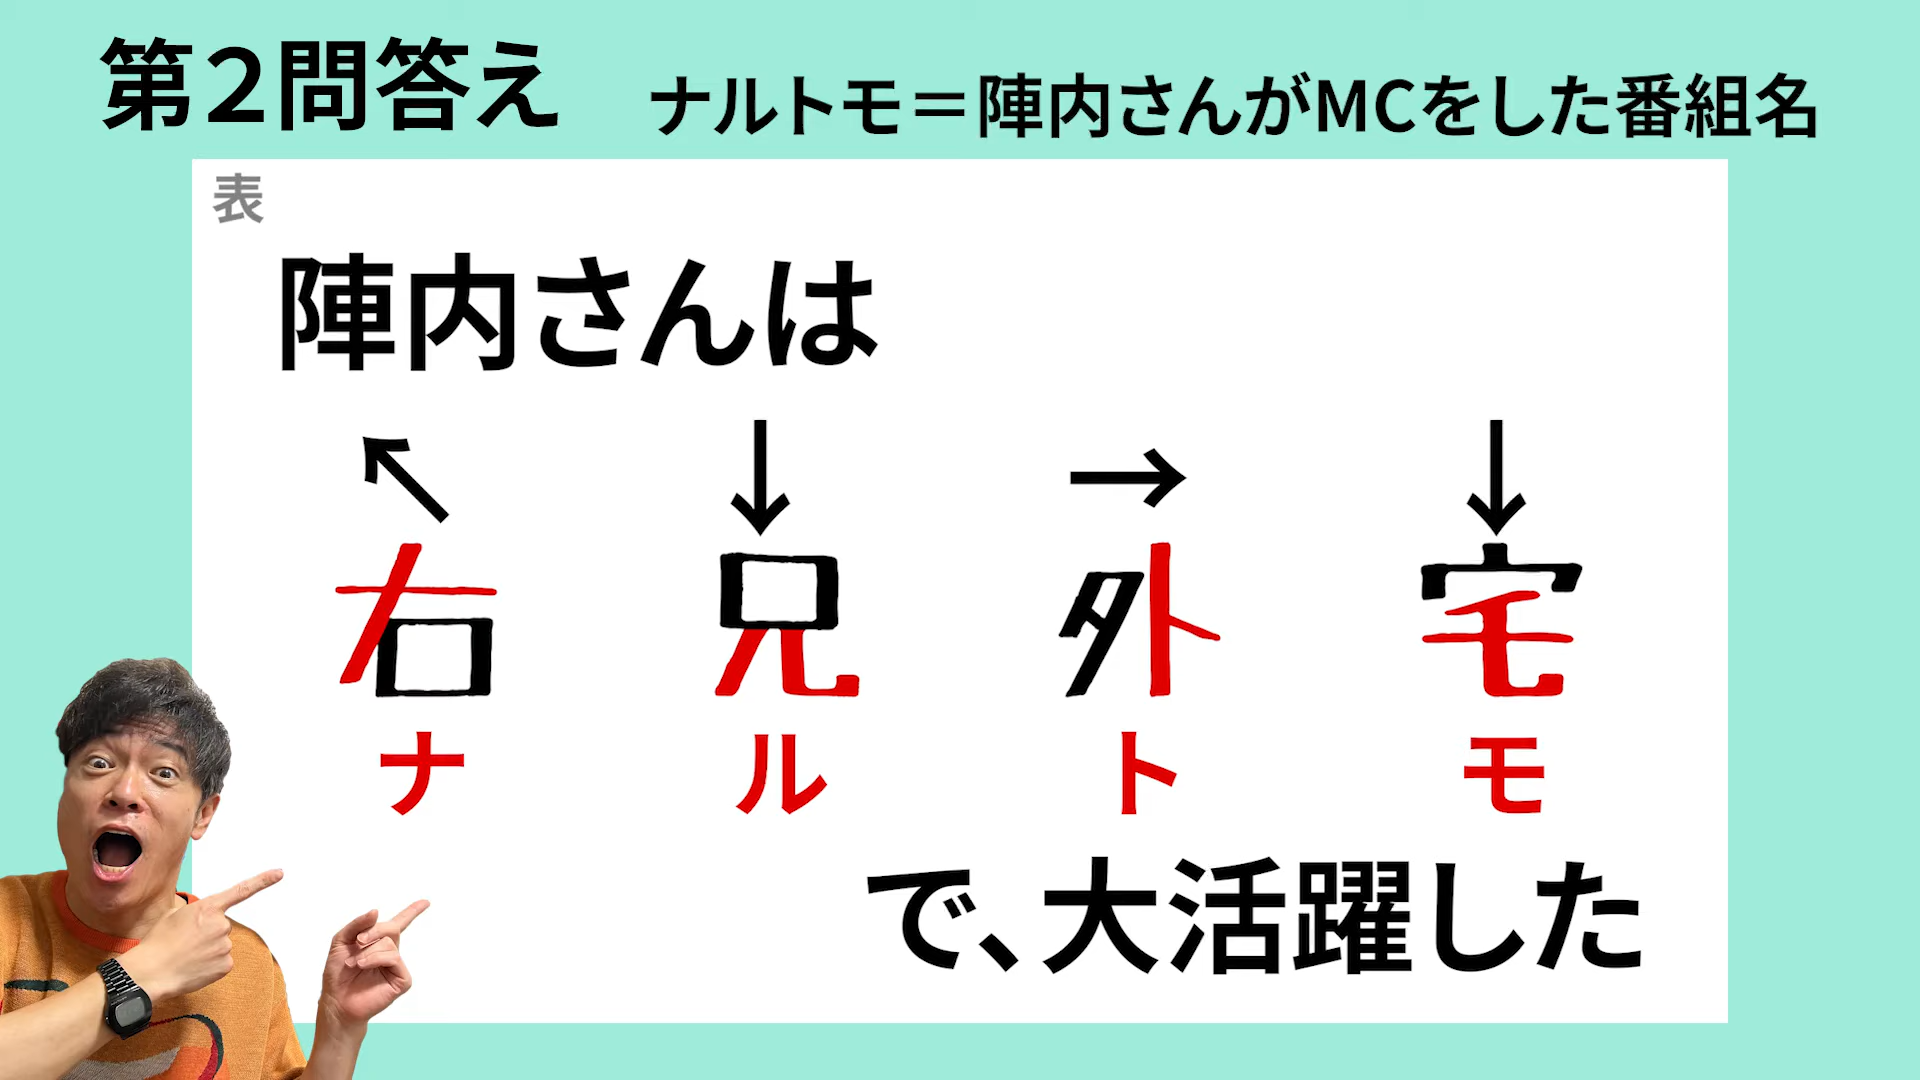 第2問答え
ナルトモ＝陣内さんがMCをした番組名
表
陣内さんは
↖ ↓ → ↓
右 兄 外 宅
ナ ル ト モ
で、大活躍した